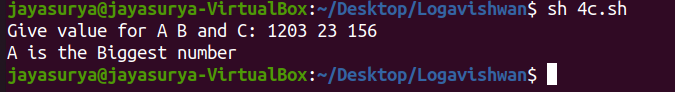 jayasurya@jayasurya-VirtualBox:~/Desktop/Logavishwan$ sh 4c.sh
Give value for A B and C: 1203 23 156
A is the Biggest number
jayasurya@jayasurya-VirtualBox:~/Desktop/Logavishwan$